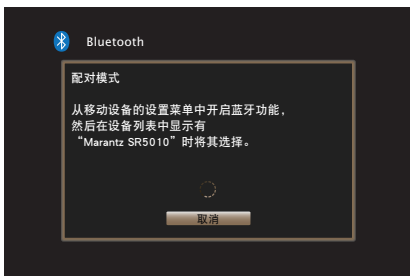 Bluetooth
配对模式
从移动设备的设置菜单中开启蓝牙功能，
然后在设备列表中显示有
“Marantz SR5010”时将其选择。
取消